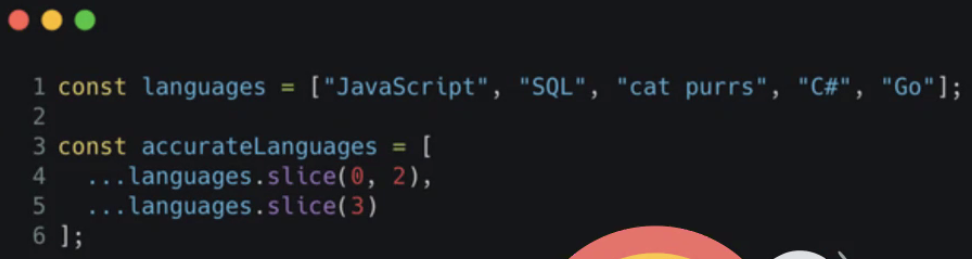 1 const languages = ["JavaScript", "SQL", "cat purrs", "C#", "Go"];
2
3 const accurateLanguages = [
4   ...languages.slice(0, 2),
5   ...languages.slice(3)
6 ];